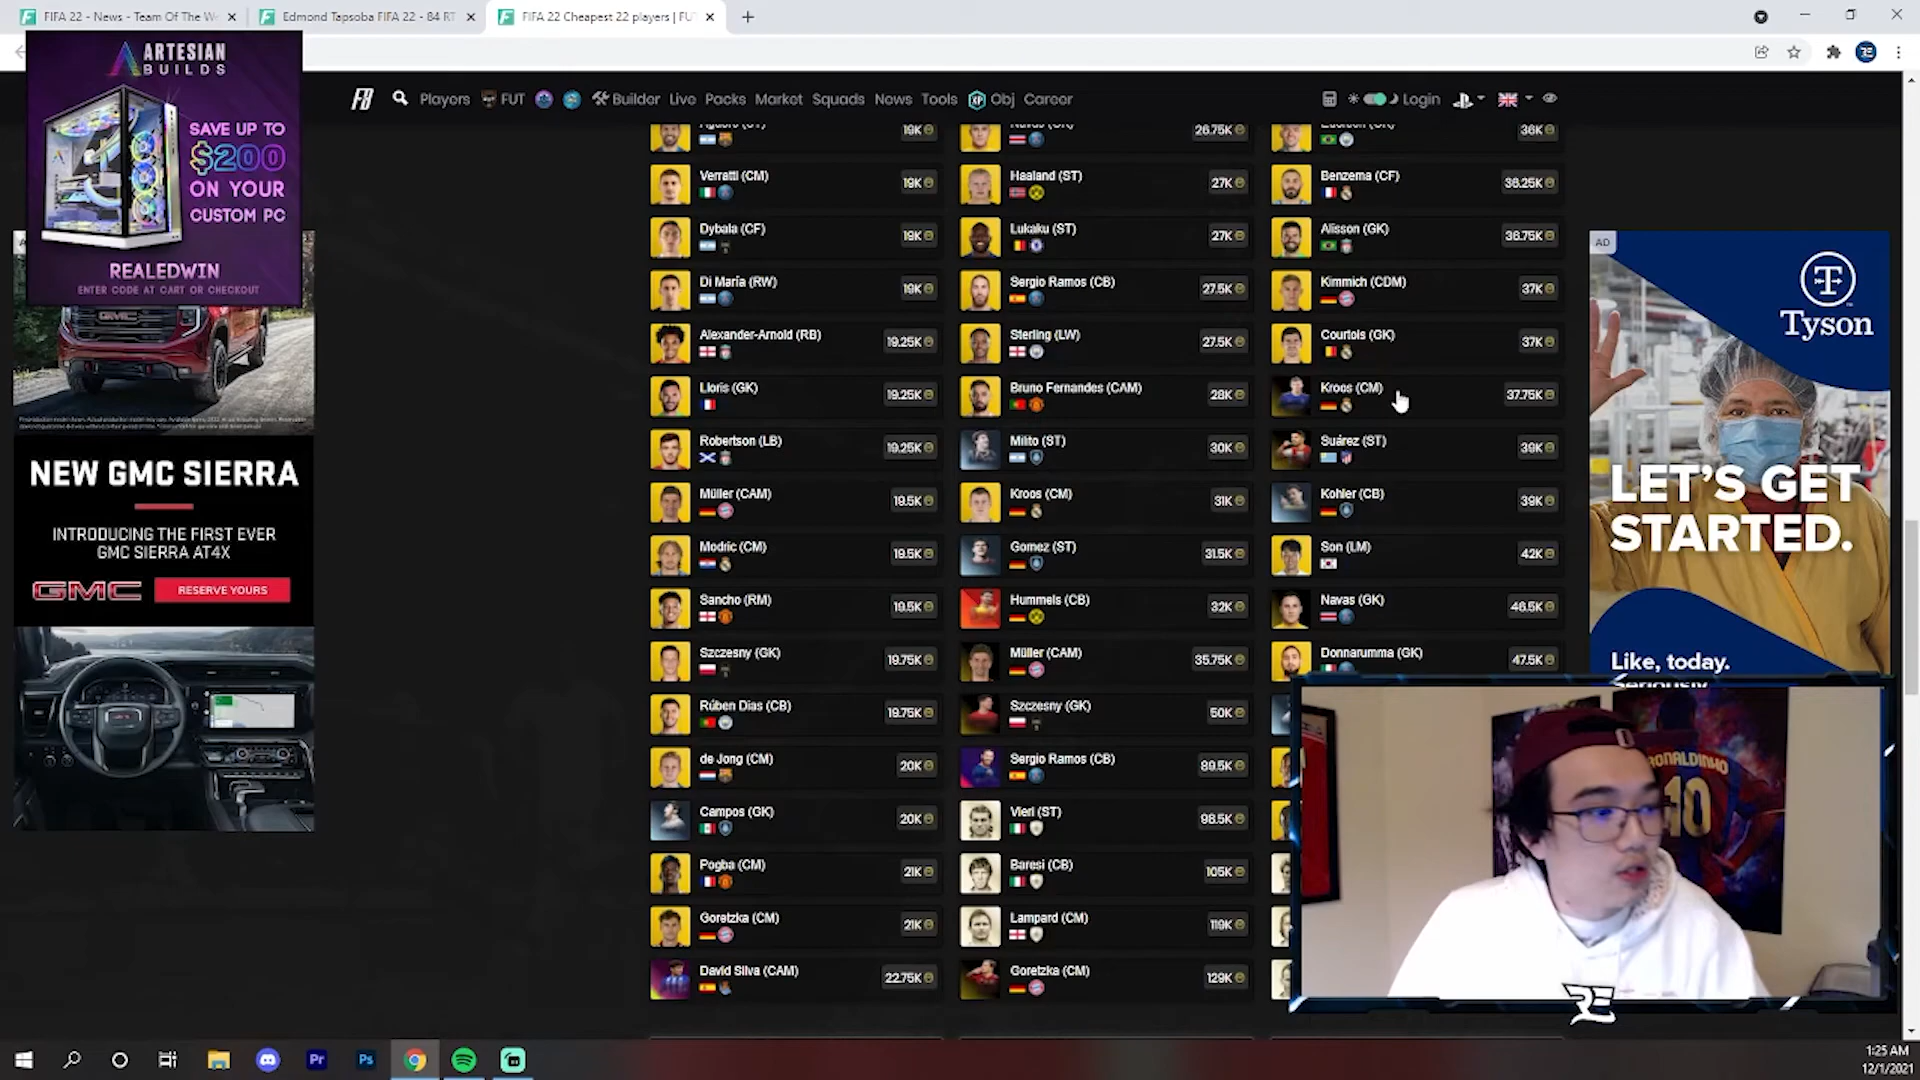 FIFA 22 - News - Team Of The W
Edmond Tapsoba FIFA 22 - 84 RT
FIFA 22 Cheapest 22 players | FU
ARTESIAN
BUILDS
SAVE UP TO
$200
ON YOUR
CUSTOM PC
REALEDWIN
ENTER CODE AT CART OR CHECKOUT
Players
FUT
Builder
Live
Packs
Market
Squads
News
Tools
XP
Obj
Career
Login
19K
Verratti (CM)
19K
Dybala (CF)
19K
Di María (RW)
19K
Alexander-Arnold (RB)
19.25K
Lloris (GK)
19.25K
Robertson (LB)
19.25K
Müller (CAM)
19.5K
Modric (CM)
19.5K
Sancho (RM)
19.5K
Szczesny (GK)
19.75K
Rúben Dias (CB)
19.75K
de Jong (CM)
20K
Campos (GK)
20K
Pogba (CM)
21K
Goretzka (CM)
21K
David Silva (CAM)
22.75K
26.75K
Haaland (ST)
27K
Lukaku (ST)
27K
Sergio Ramos (CB)
27.5K
Sterling (LW)
27.5K
Bruno Fernandes (CAM)
28K
Milito (ST)
30K
Kroos (CM)
31K
Gomez (ST)
31.5K
Hummels (CB)
32K
Müller (CAM)
35.75K
Szczesny (GK)
50K
Sergio Ramos (CB)
89.5K
Vieri (ST)
98.5K
Baresi (CB)
105K
Lampard (CM)
119K
Goretzka (CM)
129K
36K
Benzema (CF)
36.25K
Alisson (GK)
36.75K
Kimmich (CDM)
37K
Courtois (GK)
37K
Kroos (CM)
37.75K
Suárez (ST)
39K
Kohler (CB)
39K
Son (LM)
42K
Navas (GK)
46.5K
Donnarumma (GK)
47.5K
GMC
NEW GMC SIERRA
INTRODUCING THE FIRST EVER
GMC SIERRA AT4X
GMC
RESERVE YOURS
AD
Tyson
LET'S GET
STARTED.
Like, today.
Seriously
RONALDINHO
10
RE
Pr
Ps
1:25 AM
12/1/2021